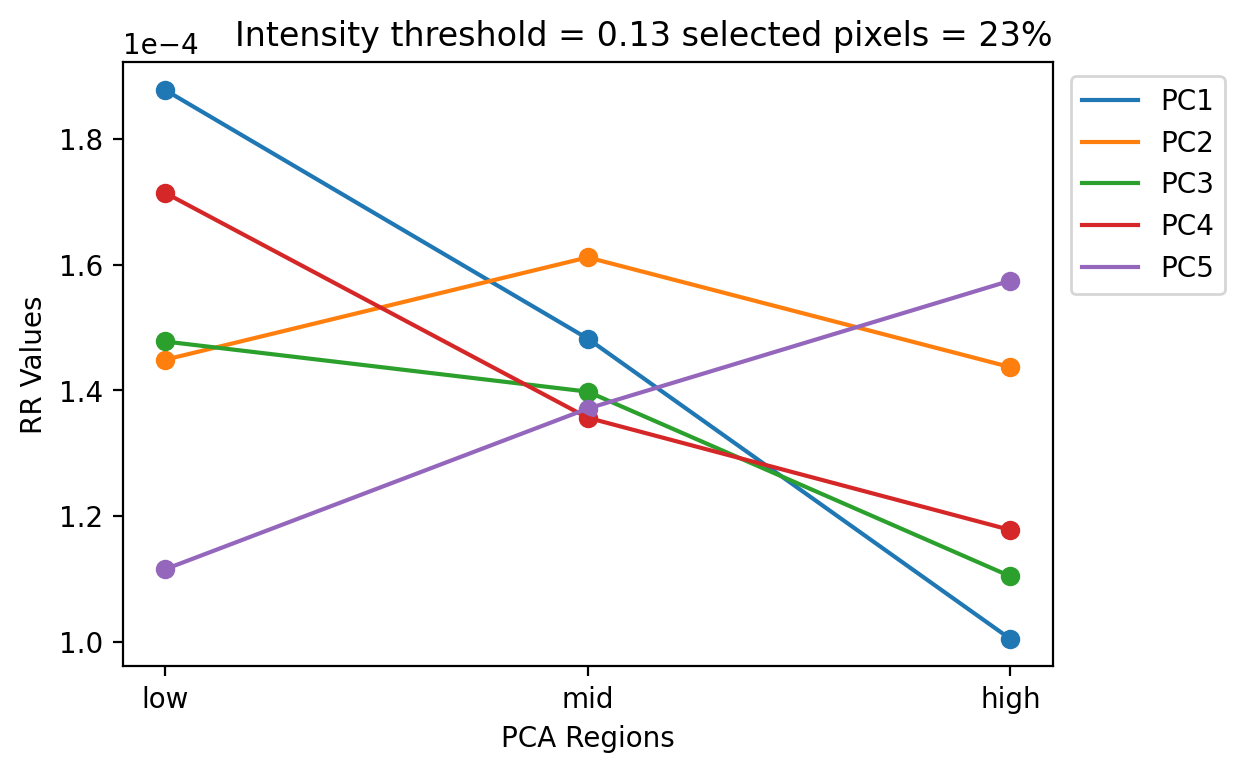 Intensity threshold = 0.13 selected pixels = 23%
1e−4
1.8
1.6
1.4
1.2
1.0
RR Values
low
mid
high
PCA Regions
PC1
PC2
PC3
PC4
PC5